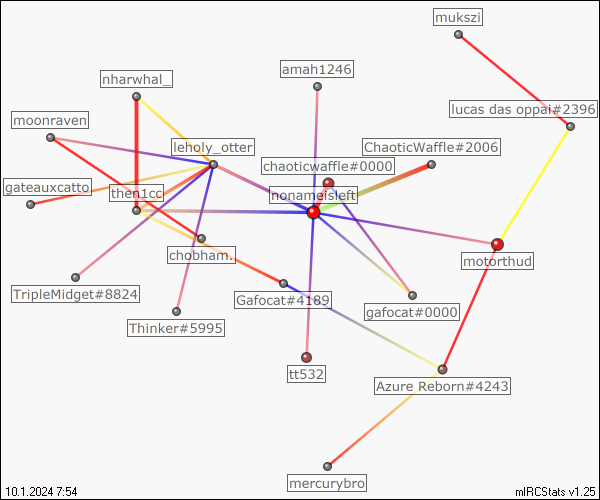 mukszi
amah1246
nharwhal_
lucas das oppai#2396
moonraven
leholy_otter
ChaoticWaffle#2006
chaoticwaffle#0000
gateauxcatto
then1cc
nonameisleft
chobham.
motorthud
TripleMidget#8824
Gafocat#4189
gafocat#0000
Thinker#5995
tt532
Azure Reborn#4243
mercurybro
10.1.2024 7:54
mIRCStats v1.25